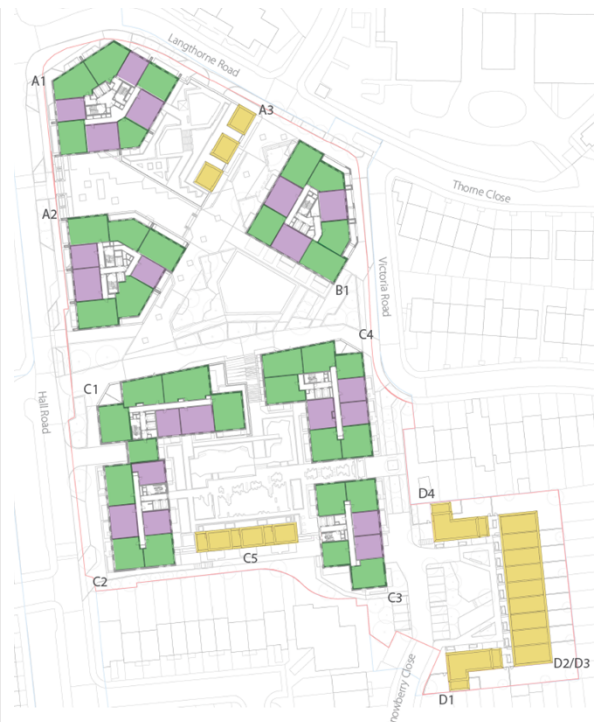 Langthorne Road
A1
A3
Thorne Close
A2
Victoria Road
B1
C4
C1
Hall Road
D4
C5
C2
C3
D2/D3
nowberry Close
D1